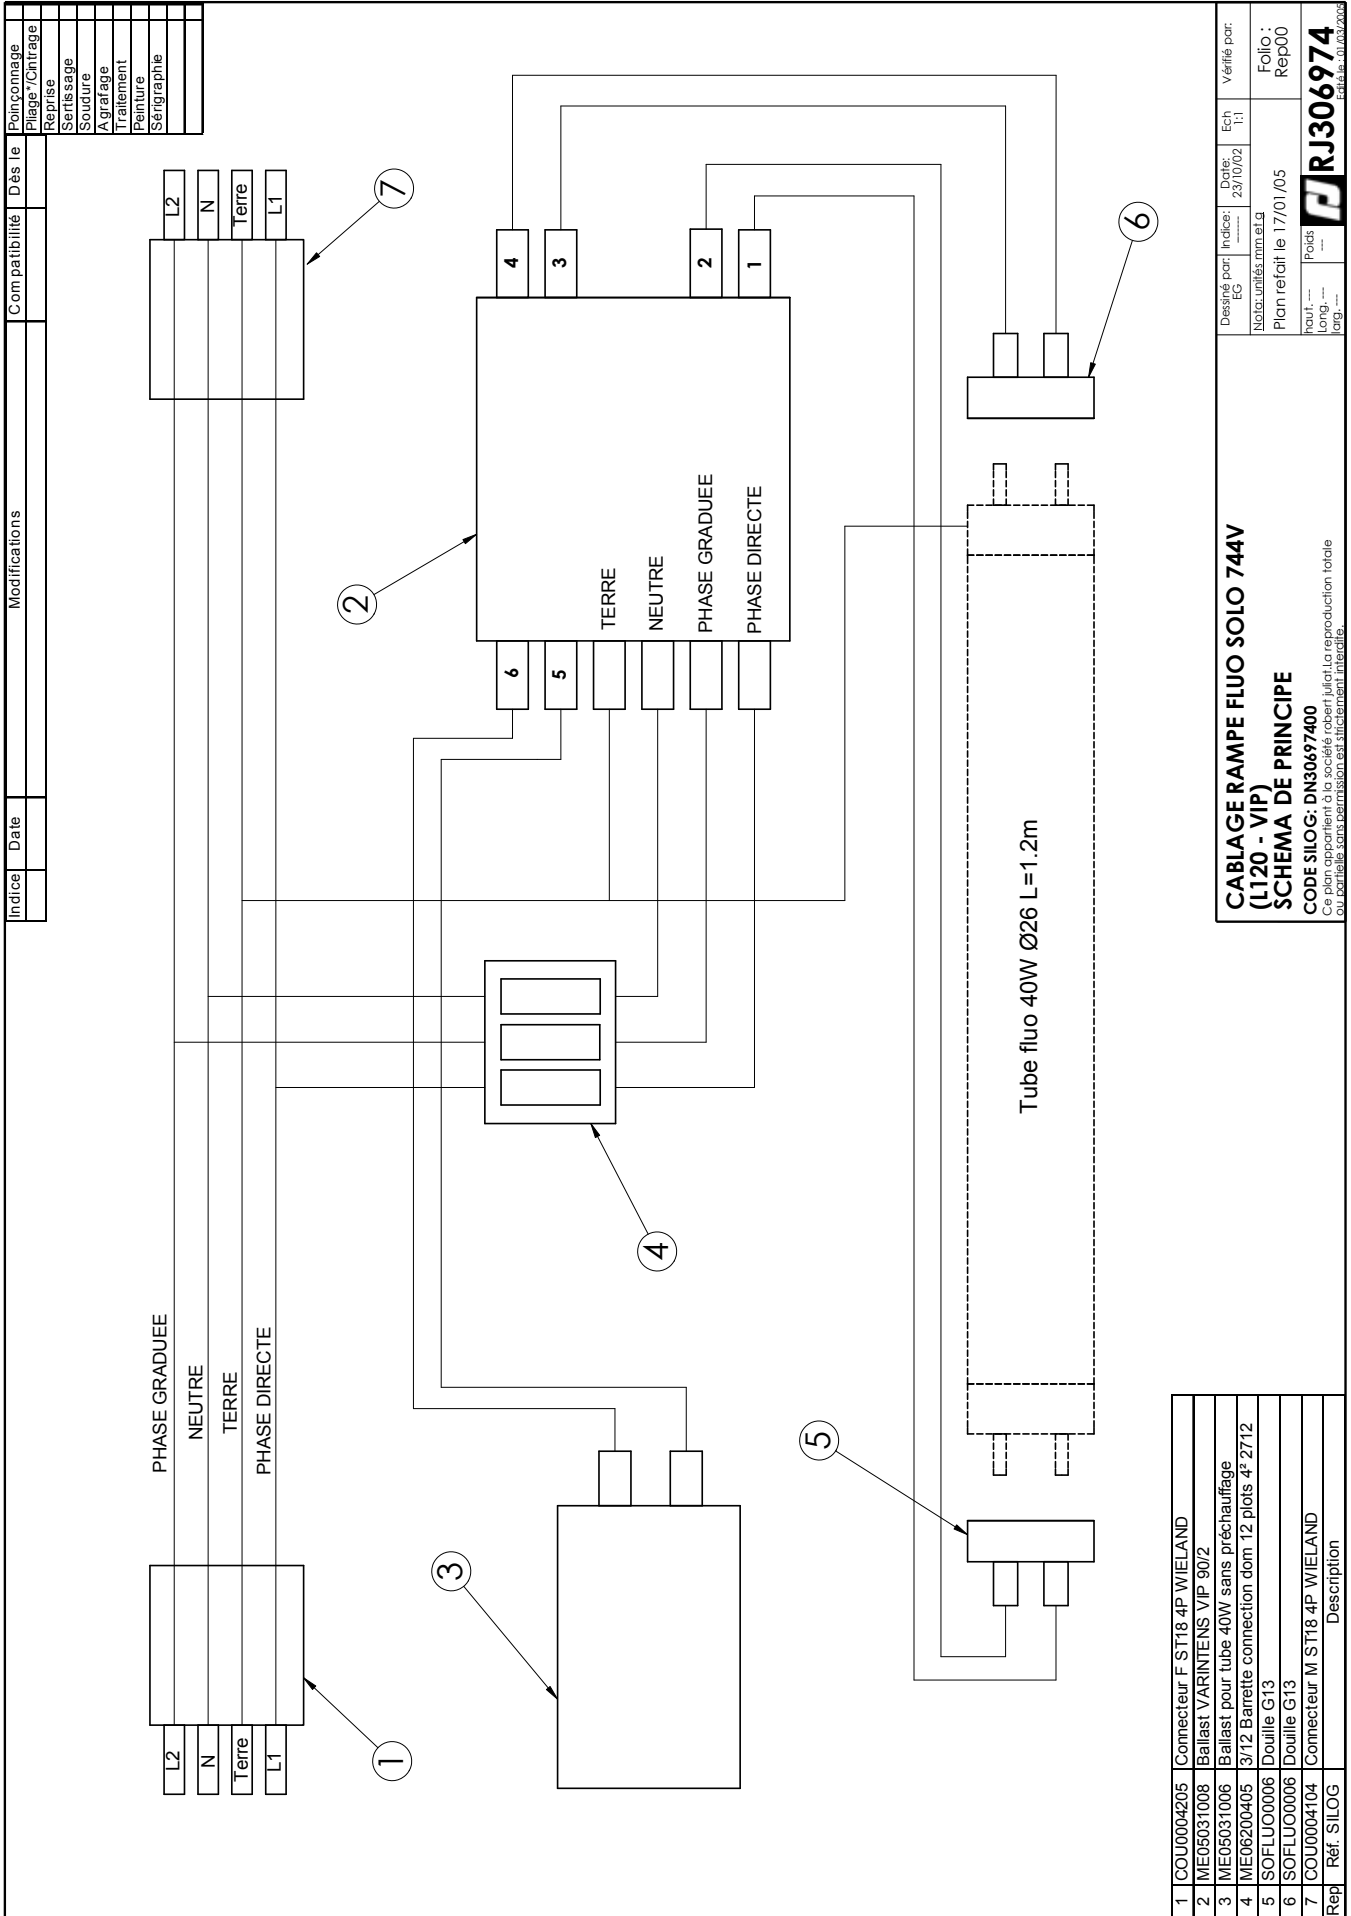 Indice Date Modifications Compatibilité Dès le
Poinçonnage
Pliage*/Cintrage
Reprise
Sertissage
Soudure
Agrafage
Traitement
Peinture
Sérigraphie
L2
N
Terre
L1
1
PHASE GRADUEE
NEUTRE
TERRE
PHASE DIRECTE
L2
N
Terre
L1
7
3
4
2
6
5
TERRE
NEUTRE
PHASE GRADUEE
PHASE DIRECTE
4
3
2
1
5
Tube fluo 40W Ø26 L=1.2m
6
1 COU0004205 Connecteur F ST18 4P WIELAND
2 ME05031008 Ballast VARINTENS VIP 90/2
3 ME05031006 Ballast pour tube 40W sans préchauffage
4 ME06200405 3/12 Barrette connection dom 12 plots 4² 2712
5 SOFLUO0006 Douille G13
6 SOFLUO0006 Douille G13
7 COU0004104 Connecteur M ST18 4P WIELAND
Rep Réf. SILOG Description
CABLAGE RAMPE FLUO SOLO 744V
(L120 - VIP)
SCHEMA DE PRINCIPE
CODE SILOG: DN30697400
Ce plan appartient à la société robert juliat.La reproduction totale
ou partielle sans permission est strictement interdite.
Dessiné par: EG
Indice: ------
Date: 23/10/02
Ech 1:1
Vérifié par:
Nota: unités mm et g
Plan refait le 17/01/05
Folio : Rep00
haut. ---
Long. ---
larg. ---
Poids ---
RJ306974
Edité le : 01/03/2005